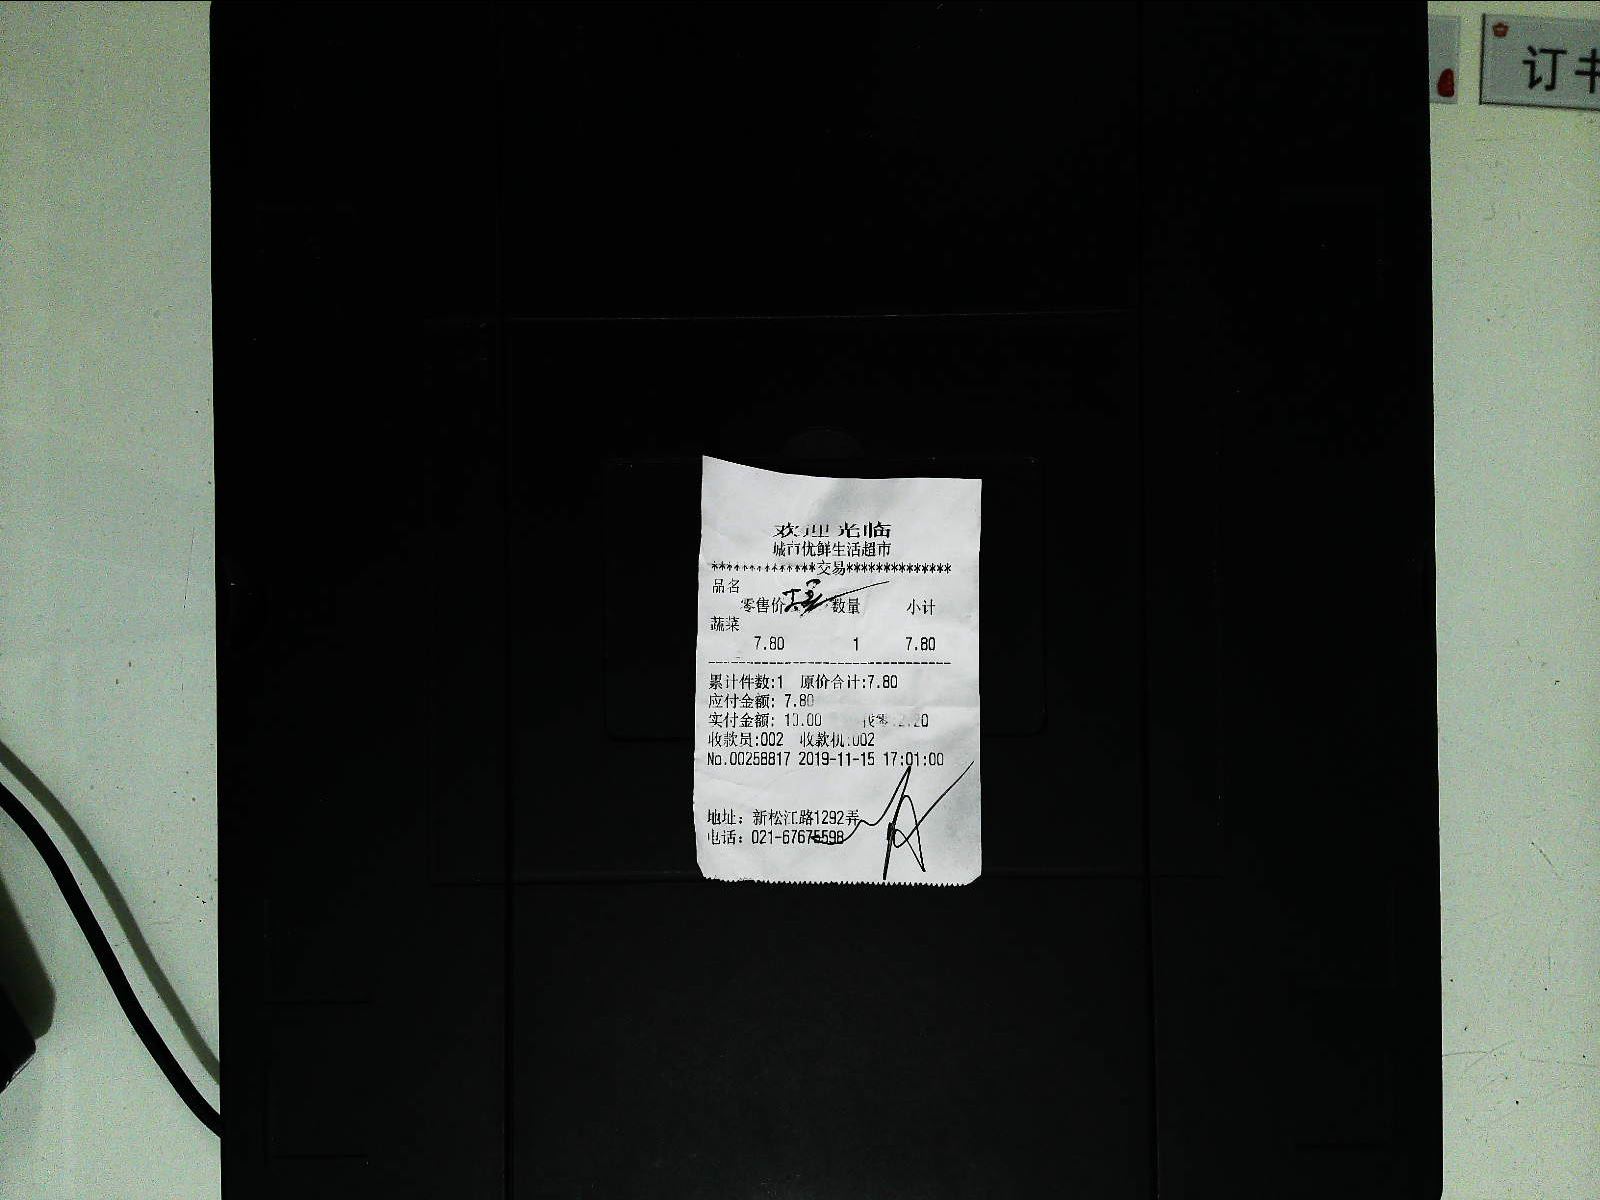 订书
欢迎光临
城市优鲜生活超市
**************交易**************
品名
零售价 数量 小计
蔬菜
7.80 1 7.80
--------------------------------
累计件数:1 原价合计:7.80
应付金额: 7.80
实付金额: 10.00 找零:2.20
收款员:002 收款机:002
No.00258817 2019-11-15 17:01:00
地址: 新松江路1292弄
电话: 021-67675598